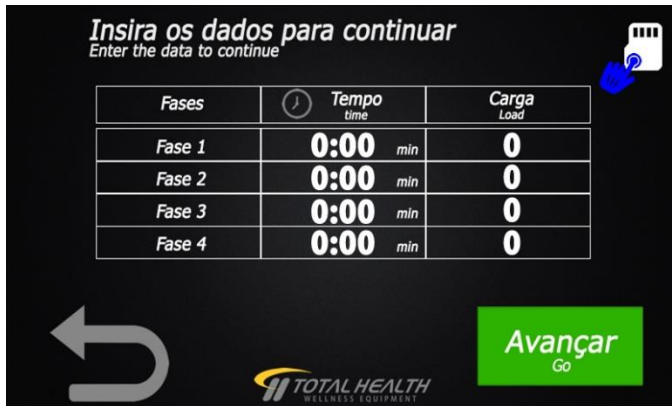 Insira os dados para continuar
Enter the data to continue
Fases Tempo Carga
time Load
Fase 1 0:00 min 0
Fase 2 0:00 min 0
Fase 3 0:00 min 0
Fase 4 0:00 min 0
Avançar
Go
TOTAL HEALTH
WELLNESS EQUIPMENT